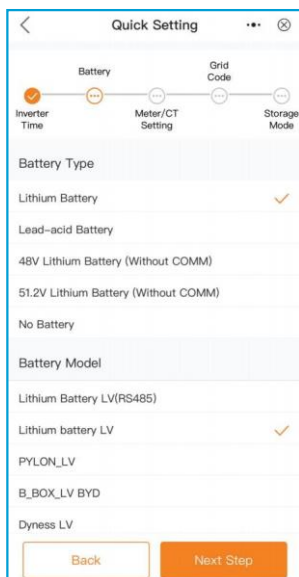 Quick Setting
Battery
Grid
Code
Inverter
Time
Meter/CT
Setting
Storage
Mode
Battery Type
Lithium Battery
Lead-acid Battery
48V Lithium Battery (Without COMM)
51.2V Lithium Battery (Without COMM)
No Battery
Battery Model
Lithium Battery LV(RS485)
Lithium battery LV
PYLON_LV
B_BOX_LV BYD
Dyness LV
Back
Next Step